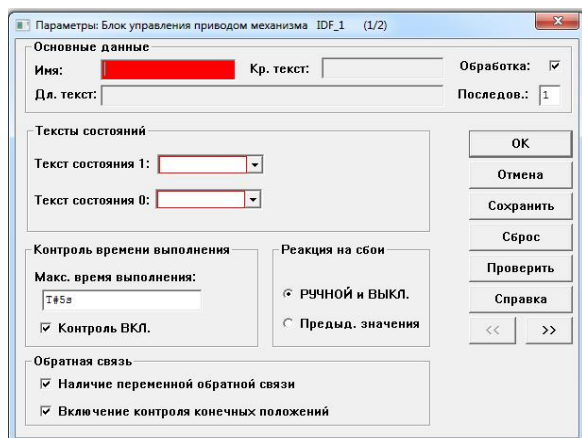 Параметры: Блок управления приводом механизма IDF_1 (1/2)
Основные данные
Имя: Кр. текст: Обработка:
Дл. текст: Последов.: 1
Тексты состояний
Текст состояния 1:
Текст состояния 0:
OK
Отмена
Сохранить
Сброс
Проверить
Справка
<< >>
Контроль времени выполнения
Макс. время выполнения:
T#5s
Контроль ВКЛ.
Реакция на сбои
РУЧНОЙ и ВЫКЛ.
Предыд. значения
Обратная связь
Наличие переменной обратной связи
Включение контроля конечных положений